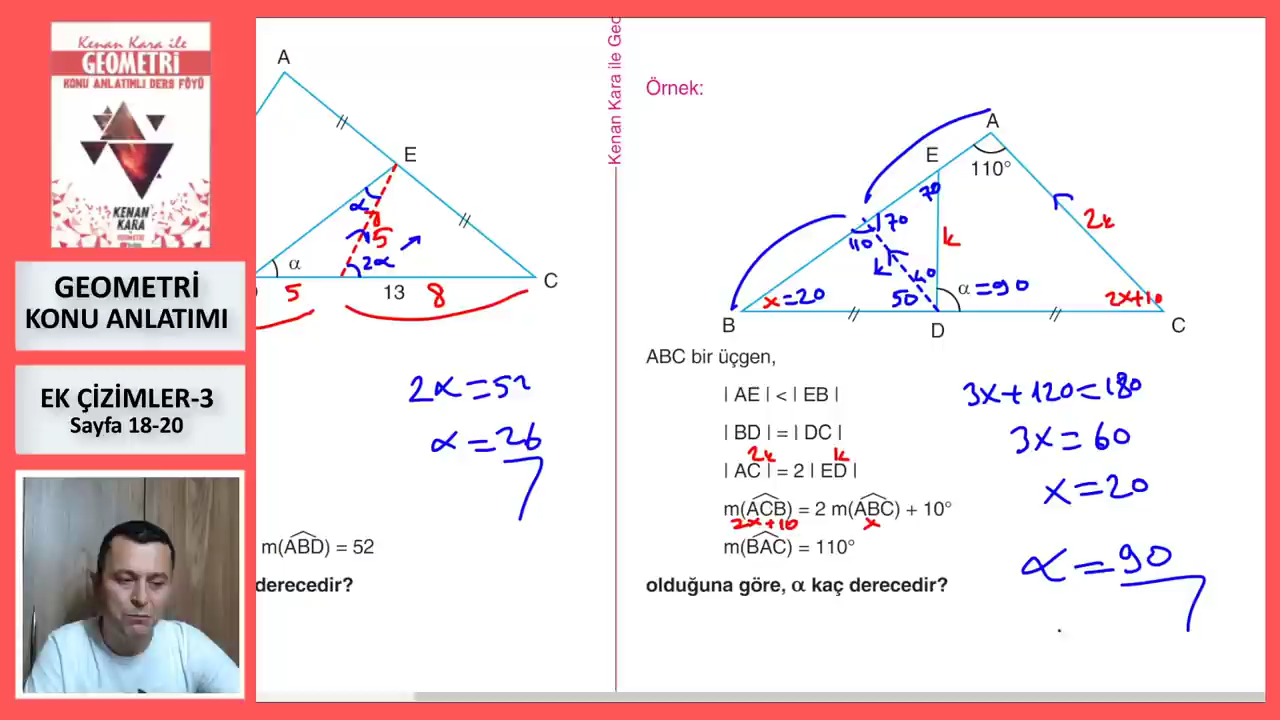 Kenan Kara ile
GEOMETRİ
KONU ANLATIMLI DERS FÖYÜ
KENAN
KARA
GEOMETRİ
KONU ANLATIMI
EK ÇİZİMLER-3
Sayfa 18-20
A
E
α
5
2α
α
5
13
8
C
2α = 52
α = 26
m(ABD) = 52
derecedir?
Kenan Kara ile Geo
Örnek:
A
E
110°
70
70
110
k
2k
k
40
x = 20
50
α = 90
2x+10
B
D
C
ABC bir üçgen,
| AE | < | EB |
| BD | = | DC |
2k k
| AC | = 2 | ED |
m(ACB) = 2 m(ABC) + 10°
2x+10 x
m(BAC) = 110°
olduğuna göre, α kaç derecedir?
3x + 120 = 180
3x = 60
x = 20
α = 90